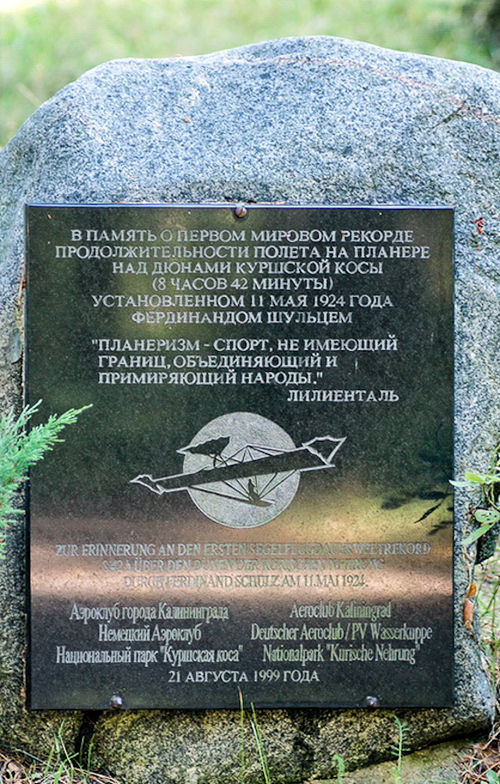 В ПАМЯТЬ О ПЕРВОМ МИРОВОМ РЕКОРДЕ
ПРОДОЛЖИТЕЛЬНОСТИ ПОЛЕТА НА ПЛАНЕРЕ
НАД ДЮНАМИ КУРШСКОЙ КОСЫ
(8 ЧАСОВ 42 МИНУТЫ)
УСТАНОВЛЕННОМ 11 МАЯ 1924 ГОДА
ФЕРДИНАНДОМ ШУЛЬЦЕМ
"ПЛАНЕРИЗМ - СПОРТ, НЕ ИМЕЮЩИЙ
ГРАНИЦ, ОБЪЕДИНЯЮЩИЙ И
ПРИМИРЯЮЩИЙ НАРОДЫ."
ЛИЛИЕНТАЛЬ
ZUR ERINNERUNG AN DEN ERSTEN
ÜBER DEN DÜNEN DER
DURCH FERDINAND SCHULZ AM 11. MAI 1924.
Аэроклуб города Калининграда Aeroclub Kaliningrad
Немецкий Аэроклуб Deutscher Aeroclub / PV Wasserkuppe
Национальный парк "Куршская коса" Nationalpark "Kurische Nehrung"
21 АВГУСТА 1999 ГОДА